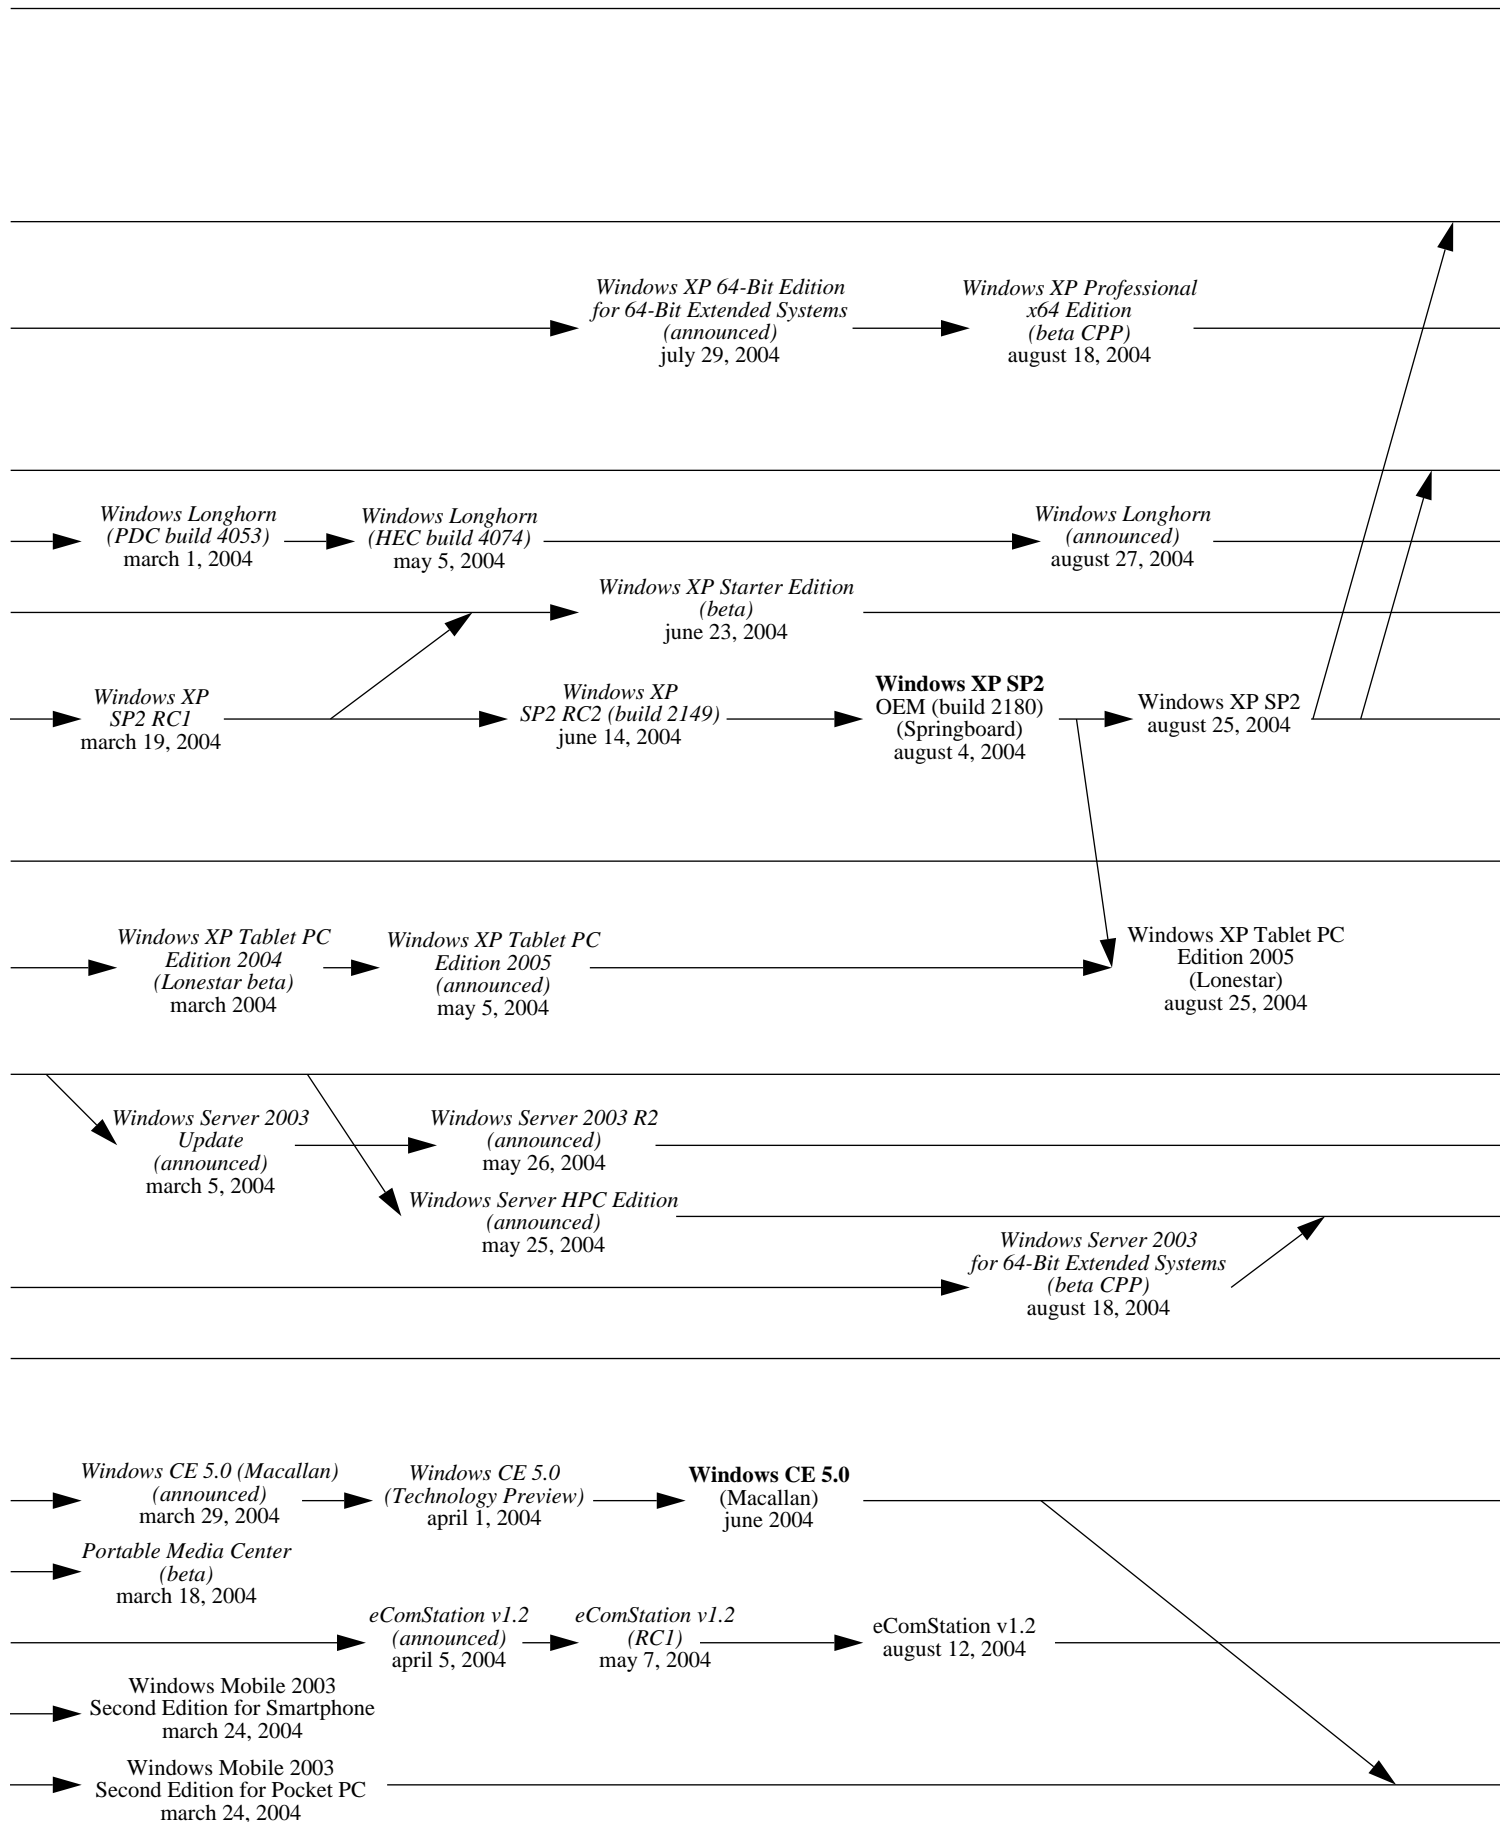 Windows XP 64-Bit Edition
for 64-Bit Extended Systems
(announced)
july 29, 2004
Windows XP Professional
x64 Edition
(beta CPP)
august 18, 2004
Windows Longhorn
(PDC build 4053)
march 1, 2004
Windows Longhorn
(HEC build 4074)
may 5, 2004
Windows Longhorn
(announced)
august 27, 2004
Windows XP Starter Edition
(beta)
june 23, 2004
Windows XP
SP2 RC1
march 19, 2004
Windows XP
SP2 RC2 (build 2149)
june 14, 2004
Windows XP SP2
OEM (build 2180)
(Springboard)
august 4, 2004
Windows XP SP2
august 25, 2004
Windows XP Tablet PC
Edition 2004
(Lonestar beta)
march 2004
Windows XP Tablet PC
Edition 2005
(announced)
may 5, 2004
Windows XP Tablet PC
Edition 2005
(Lonestar)
august 25, 2004
Windows Server 2003
Update
(announced)
march 5, 2004
Windows Server 2003 R2
(announced)
may 26, 2004
Windows Server HPC Edition
(announced)
may 25, 2004
Windows Server 2003
for 64-Bit Extended Systems
(beta CPP)
august 18, 2004
Windows CE 5.0 (Macallan)
(announced)
march 29, 2004
Windows CE 5.0
(Technology Preview)
april 1, 2004
Windows CE 5.0
(Macallan)
june 2004
Portable Media Center
(beta)
march 18, 2004
eComStation v1.2
(announced)
april 5, 2004
eComStation v1.2
(RC1)
may 7, 2004
eComStation v1.2
august 12, 2004
Windows Mobile 2003
Second Edition for Smartphone
march 24, 2004
Windows Mobile 2003
Second Edition for Pocket PC
march 24, 2004